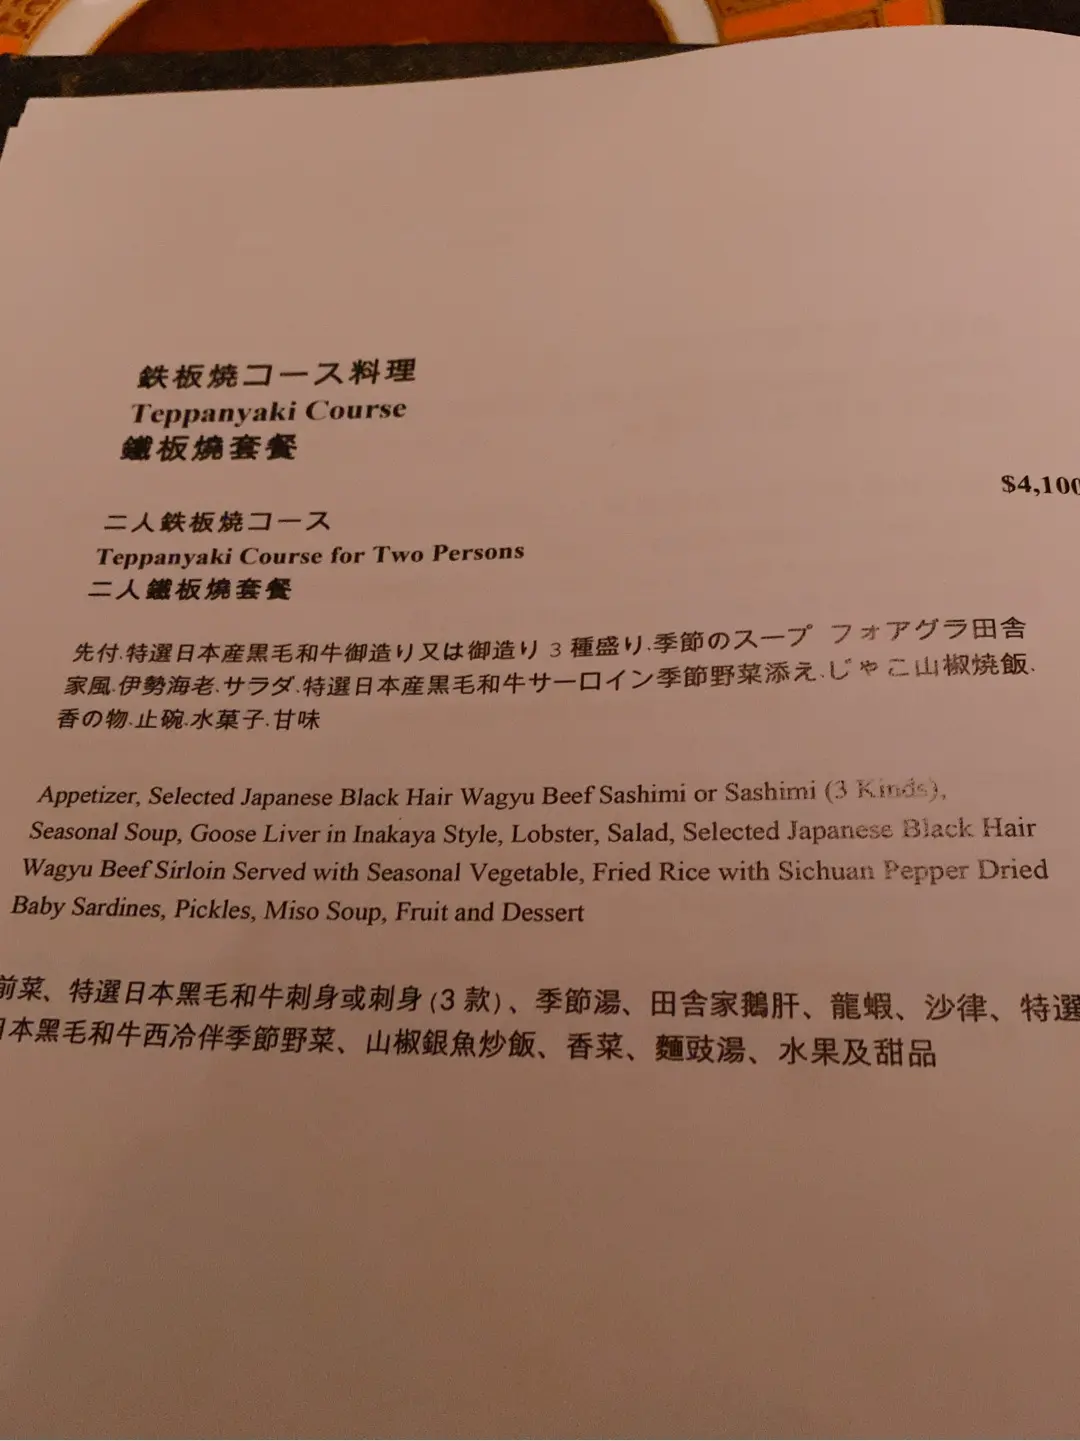 鉄板焼コース料理
Teppanyaki Course
鐵板燒套餐
$4,100
二人鉄板焼コース
Teppanyaki Course for Two Persons
二人鐵板燒套餐
先付.特選日本産黒毛和牛御造り又は御造り 3 種盛り.季節のスープ フォアグラ田舎
家風.伊勢海老.サラダ.特選日本産黒毛和牛サーロイン季節野菜添え.じゃこ山椒焼飯.
香の物.止碗.水菓子.甘味
Appetizer, Selected Japanese Black Hair Wagyu Beef Sashimi or Sashimi (3 Kinds),
Seasonal Soup, Goose Liver in Inakaya Style, Lobster, Salad, Selected Japanese Black Hair
Wagyu Beef Sirloin Served with Seasonal Vegetable, Fried Rice with Sichuan Pepper Dried
Baby Sardines, Pickles, Miso Soup, Fruit and Dessert
前菜、特選日本黑毛和牛刺身或刺身(3 款)、季節湯、田舍家鵝肝、龍蝦、沙律、特選
日本黑毛和牛西冷伴季節野菜、山椒銀魚炒飯、香菜、麵豉湯、水果及甜品